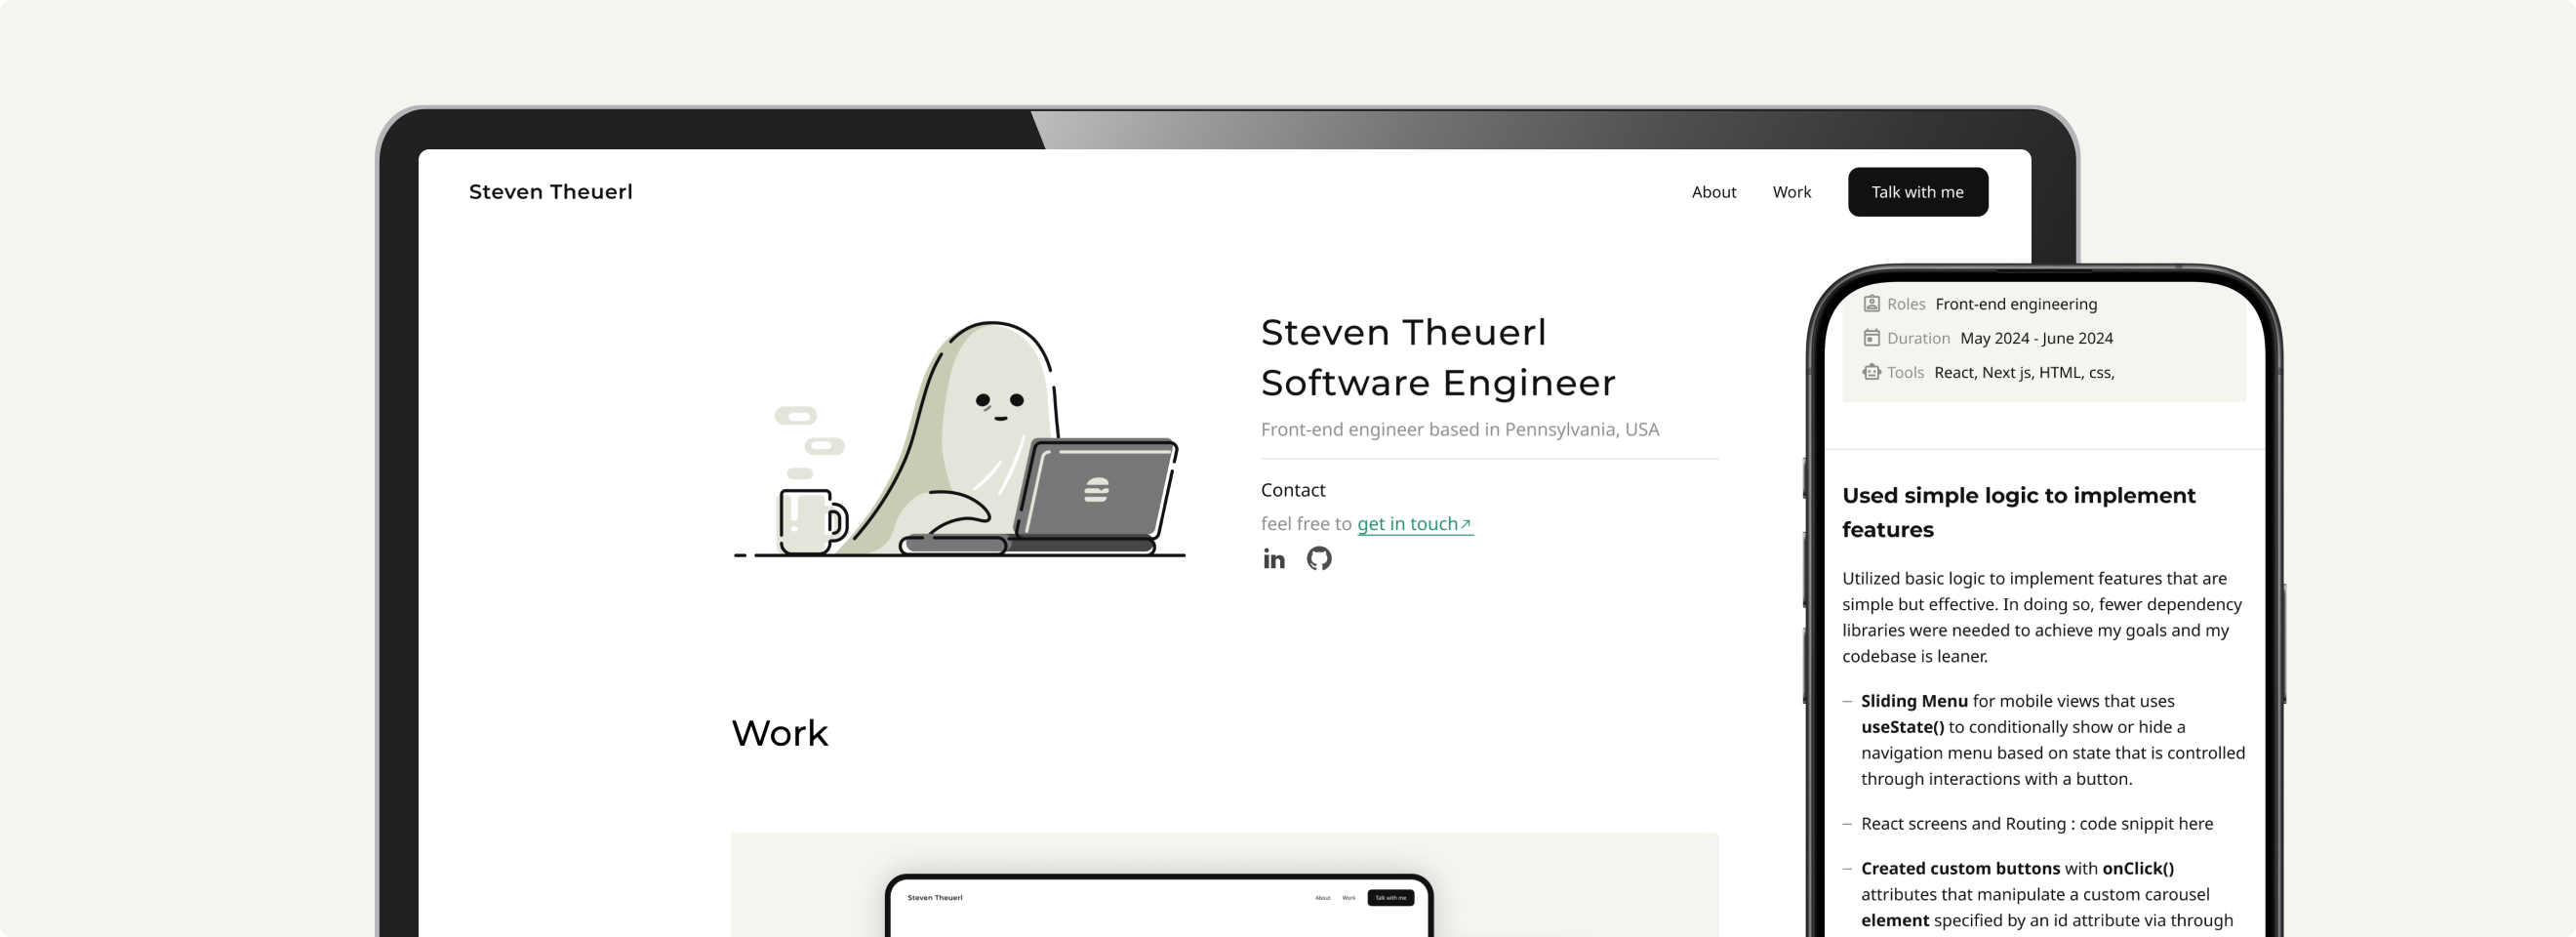 Steven Theuerl
About
Work
Talk with me
Steven Theuerl
Software Engineer
Front-end engineer based in Pennsylvania, USA
Contact
feel free to get in touch↗
in
Work
Steven Theuerl
About
Work
Talk with me
Roles Front-end engineering
Duration May 2024 - June 2024
Tools React, Next js, HTML, css,
Used simple logic to implement
features
Utilized basic logic to implement features that are
simple but effective. In doing so, fewer dependency
libraries were needed to achieve my goals and my
codebase is leaner.
– Sliding Menu for mobile views that uses
useState() to conditionally show or hide a
navigation menu based on state that is controlled
through interactions with a button.
– React screens and Routing : code snippit here
– Created custom buttons with onClick()
attributes that manipulate a custom carousel
element specified by an id attribute via through